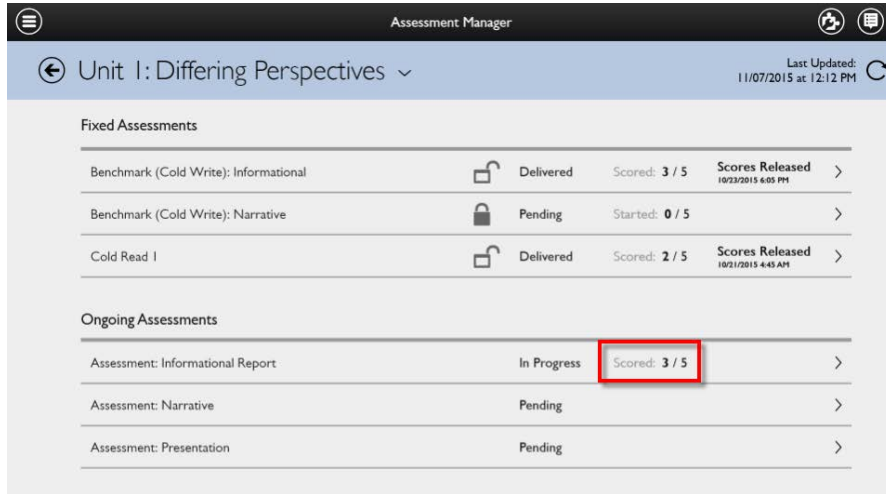 Assessment Manager
Unit 1: Differing Perspectives
Last Updated:
11/07/2015 at 12:12 PM
Fixed Assessments
Benchmark (Cold Write): Informational Delivered Scored: 3 / 5 Scores Released
10/23/2015 6:05 PM
Benchmark (Cold Write): Narrative Pending Started: 0 / 5
Cold Read 1 Delivered Scored: 2 / 5 Scores Released
10/21/2015 4:45 AM
Ongoing Assessments
Assessment: Informational Report In Progress Scored: 3 / 5
Assessment: Narrative Pending
Assessment: Presentation Pending